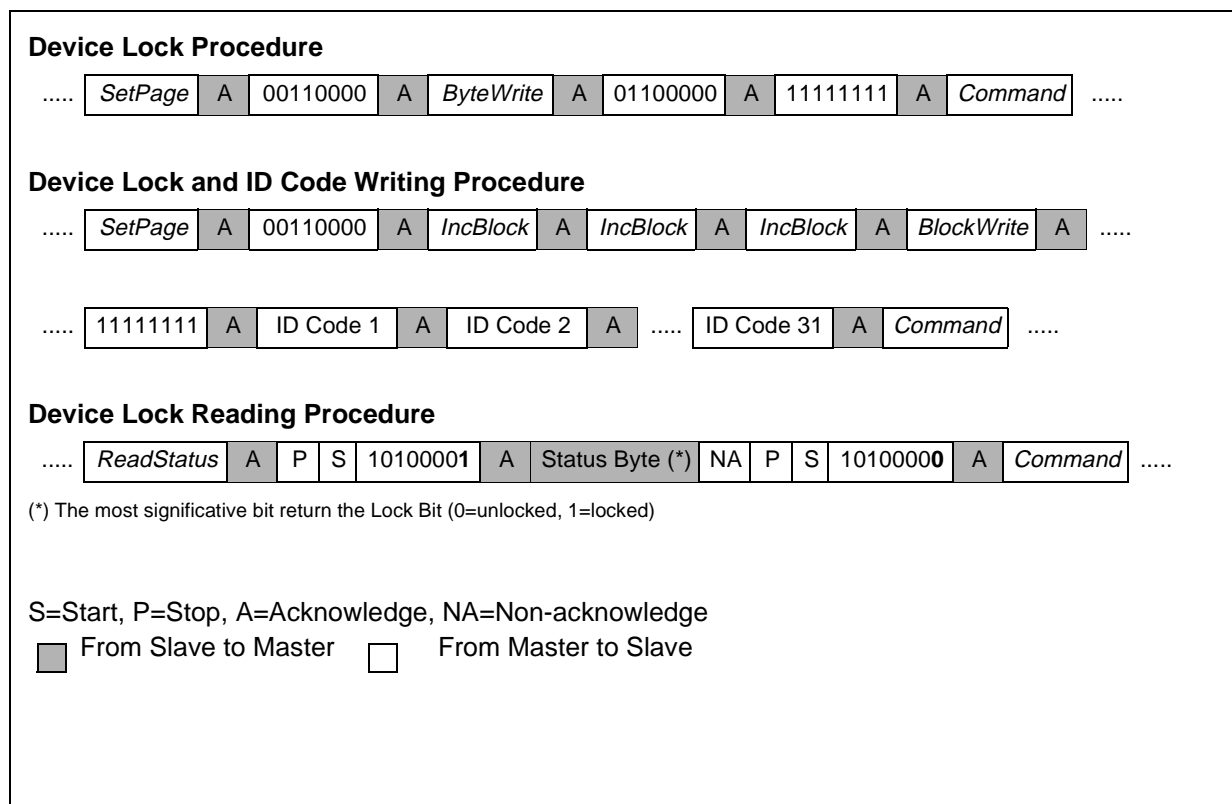 Device Lock Procedure
..... SetPage A 00110000 A ByteWrite A 01100000 A 11111111 A Command .....
Device Lock and ID Code Writing Procedure
..... SetPage A 00110000 A IncBlock A IncBlock A IncBlock A BlockWrite A .....
..... 11111111 A ID Code 1 A ID Code 2 A ..... ID Code 31 A Command .....
Device Lock Reading Procedure
..... ReadStatus A P S 10100001 A Status Byte (*) NA P S 10100000 A Command .....
(*) The most significative bit return the Lock Bit (0=unlocked, 1=locked)
S=Start, P=Stop, A=Acknowledge, NA=Non-acknowledge
From Slave to Master From Master to Slave